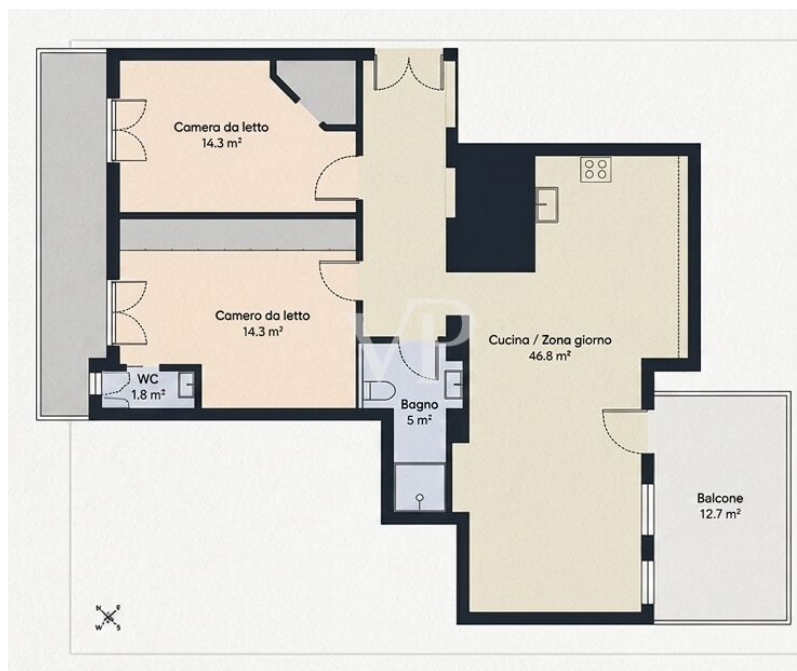 Camera da letto
14.3 m²
Camero da letto
14.3 m²
WC
1.8 m²
Bagno
5 m²
Cucina / Zona giorno
46.8 m²
Balcone
12.7 m²
VP
W
S